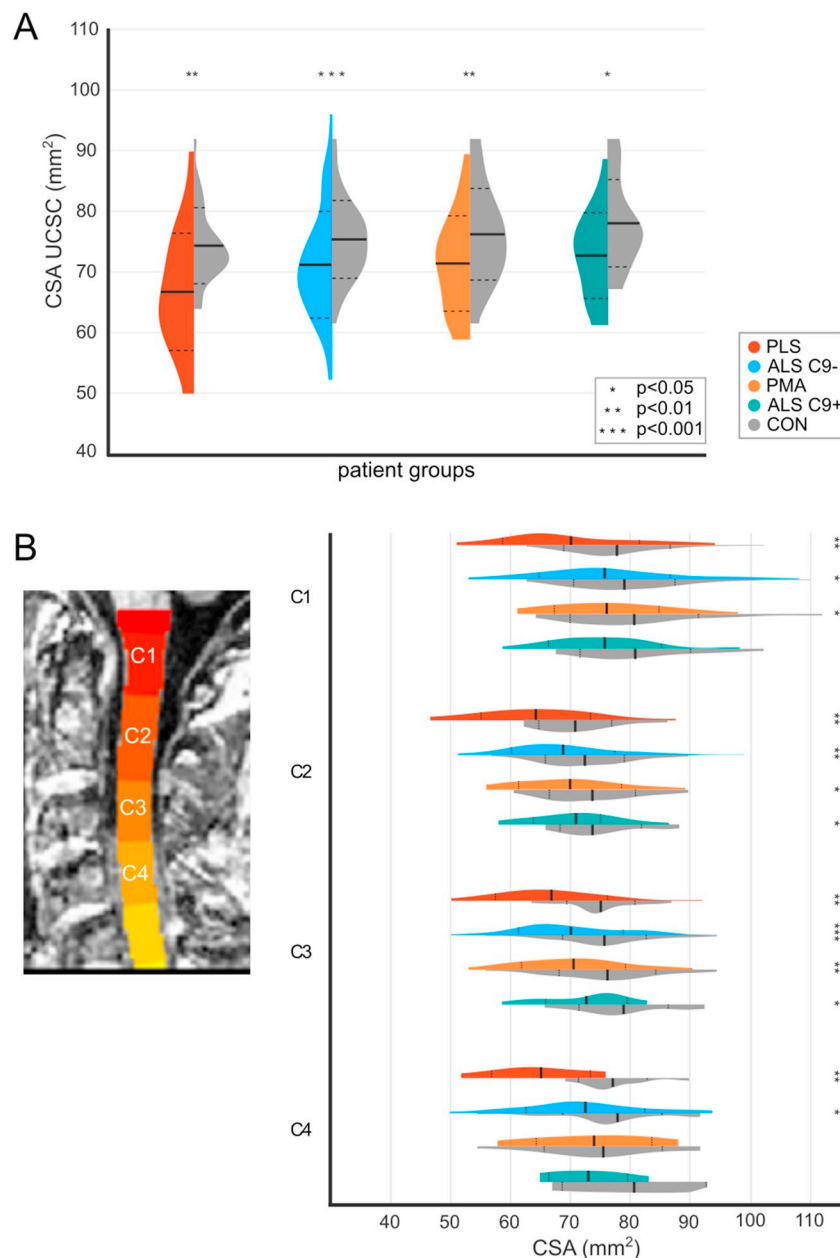 A
110
100
90
80
70
60
50
40
CSA UCSC (mm²)
** *** ** *
* p<0.05
** p<0.01
*** p<0.001
patient groups
PLS
ALS C9-
PMA
ALS C9+
CON
B
C1
C2
C3
C4
C1
**
*
*
C2
**
**
*
*
C3
**
***
**
*
C4
**
*
40 50 60 70 80 90 100 110
CSA (mm²)